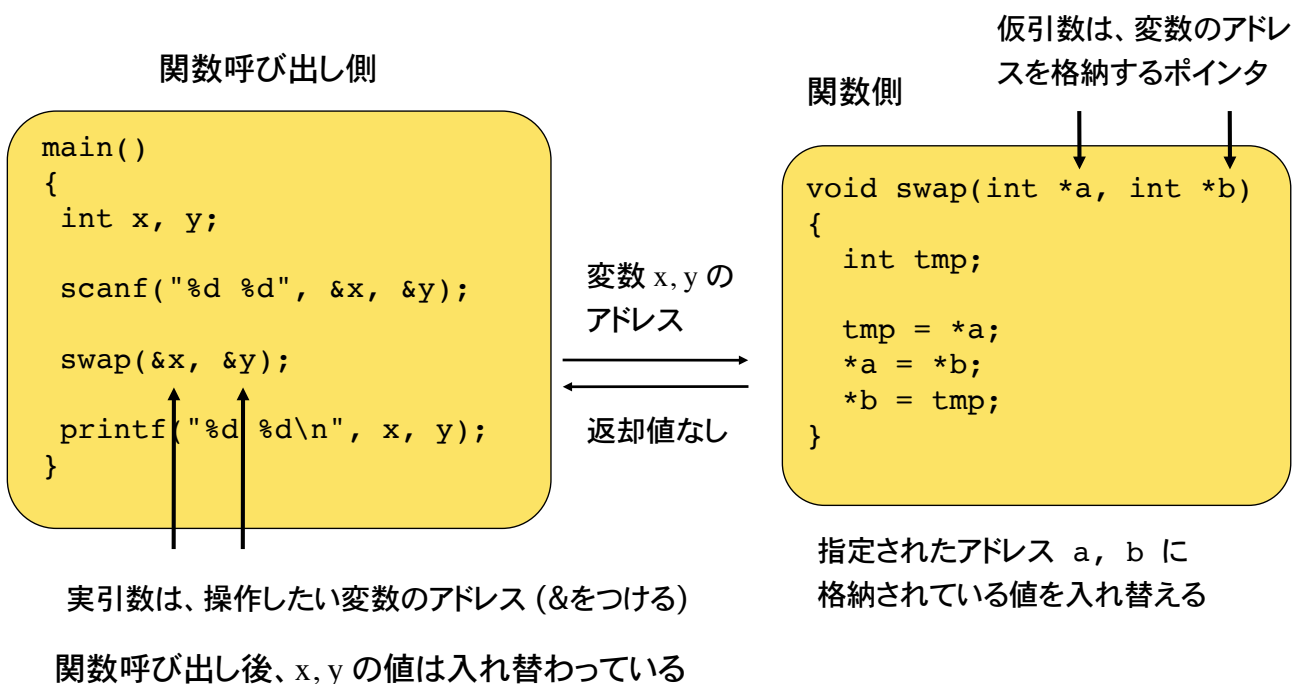 関数呼び出し側
main()
{
int x, y;
scanf("%d %d", &x, &y);
swap(&x, &y);
printf("%d %d\n", x, y);
}
実引数は、操作したい変数のアドレス (&をつける)
関数呼び出し後、x, y の値は入れ替わっている
変数 x, y の
アドレス
返却値なし
仮引数は、変数のアドレ
スを格納するポインタ
関数側
void swap(int *a, int *b)
{
int tmp;
tmp = *a;
*a = *b;
*b = tmp;
}
指定されたアドレス a, b に
格納されている値を入れ替える